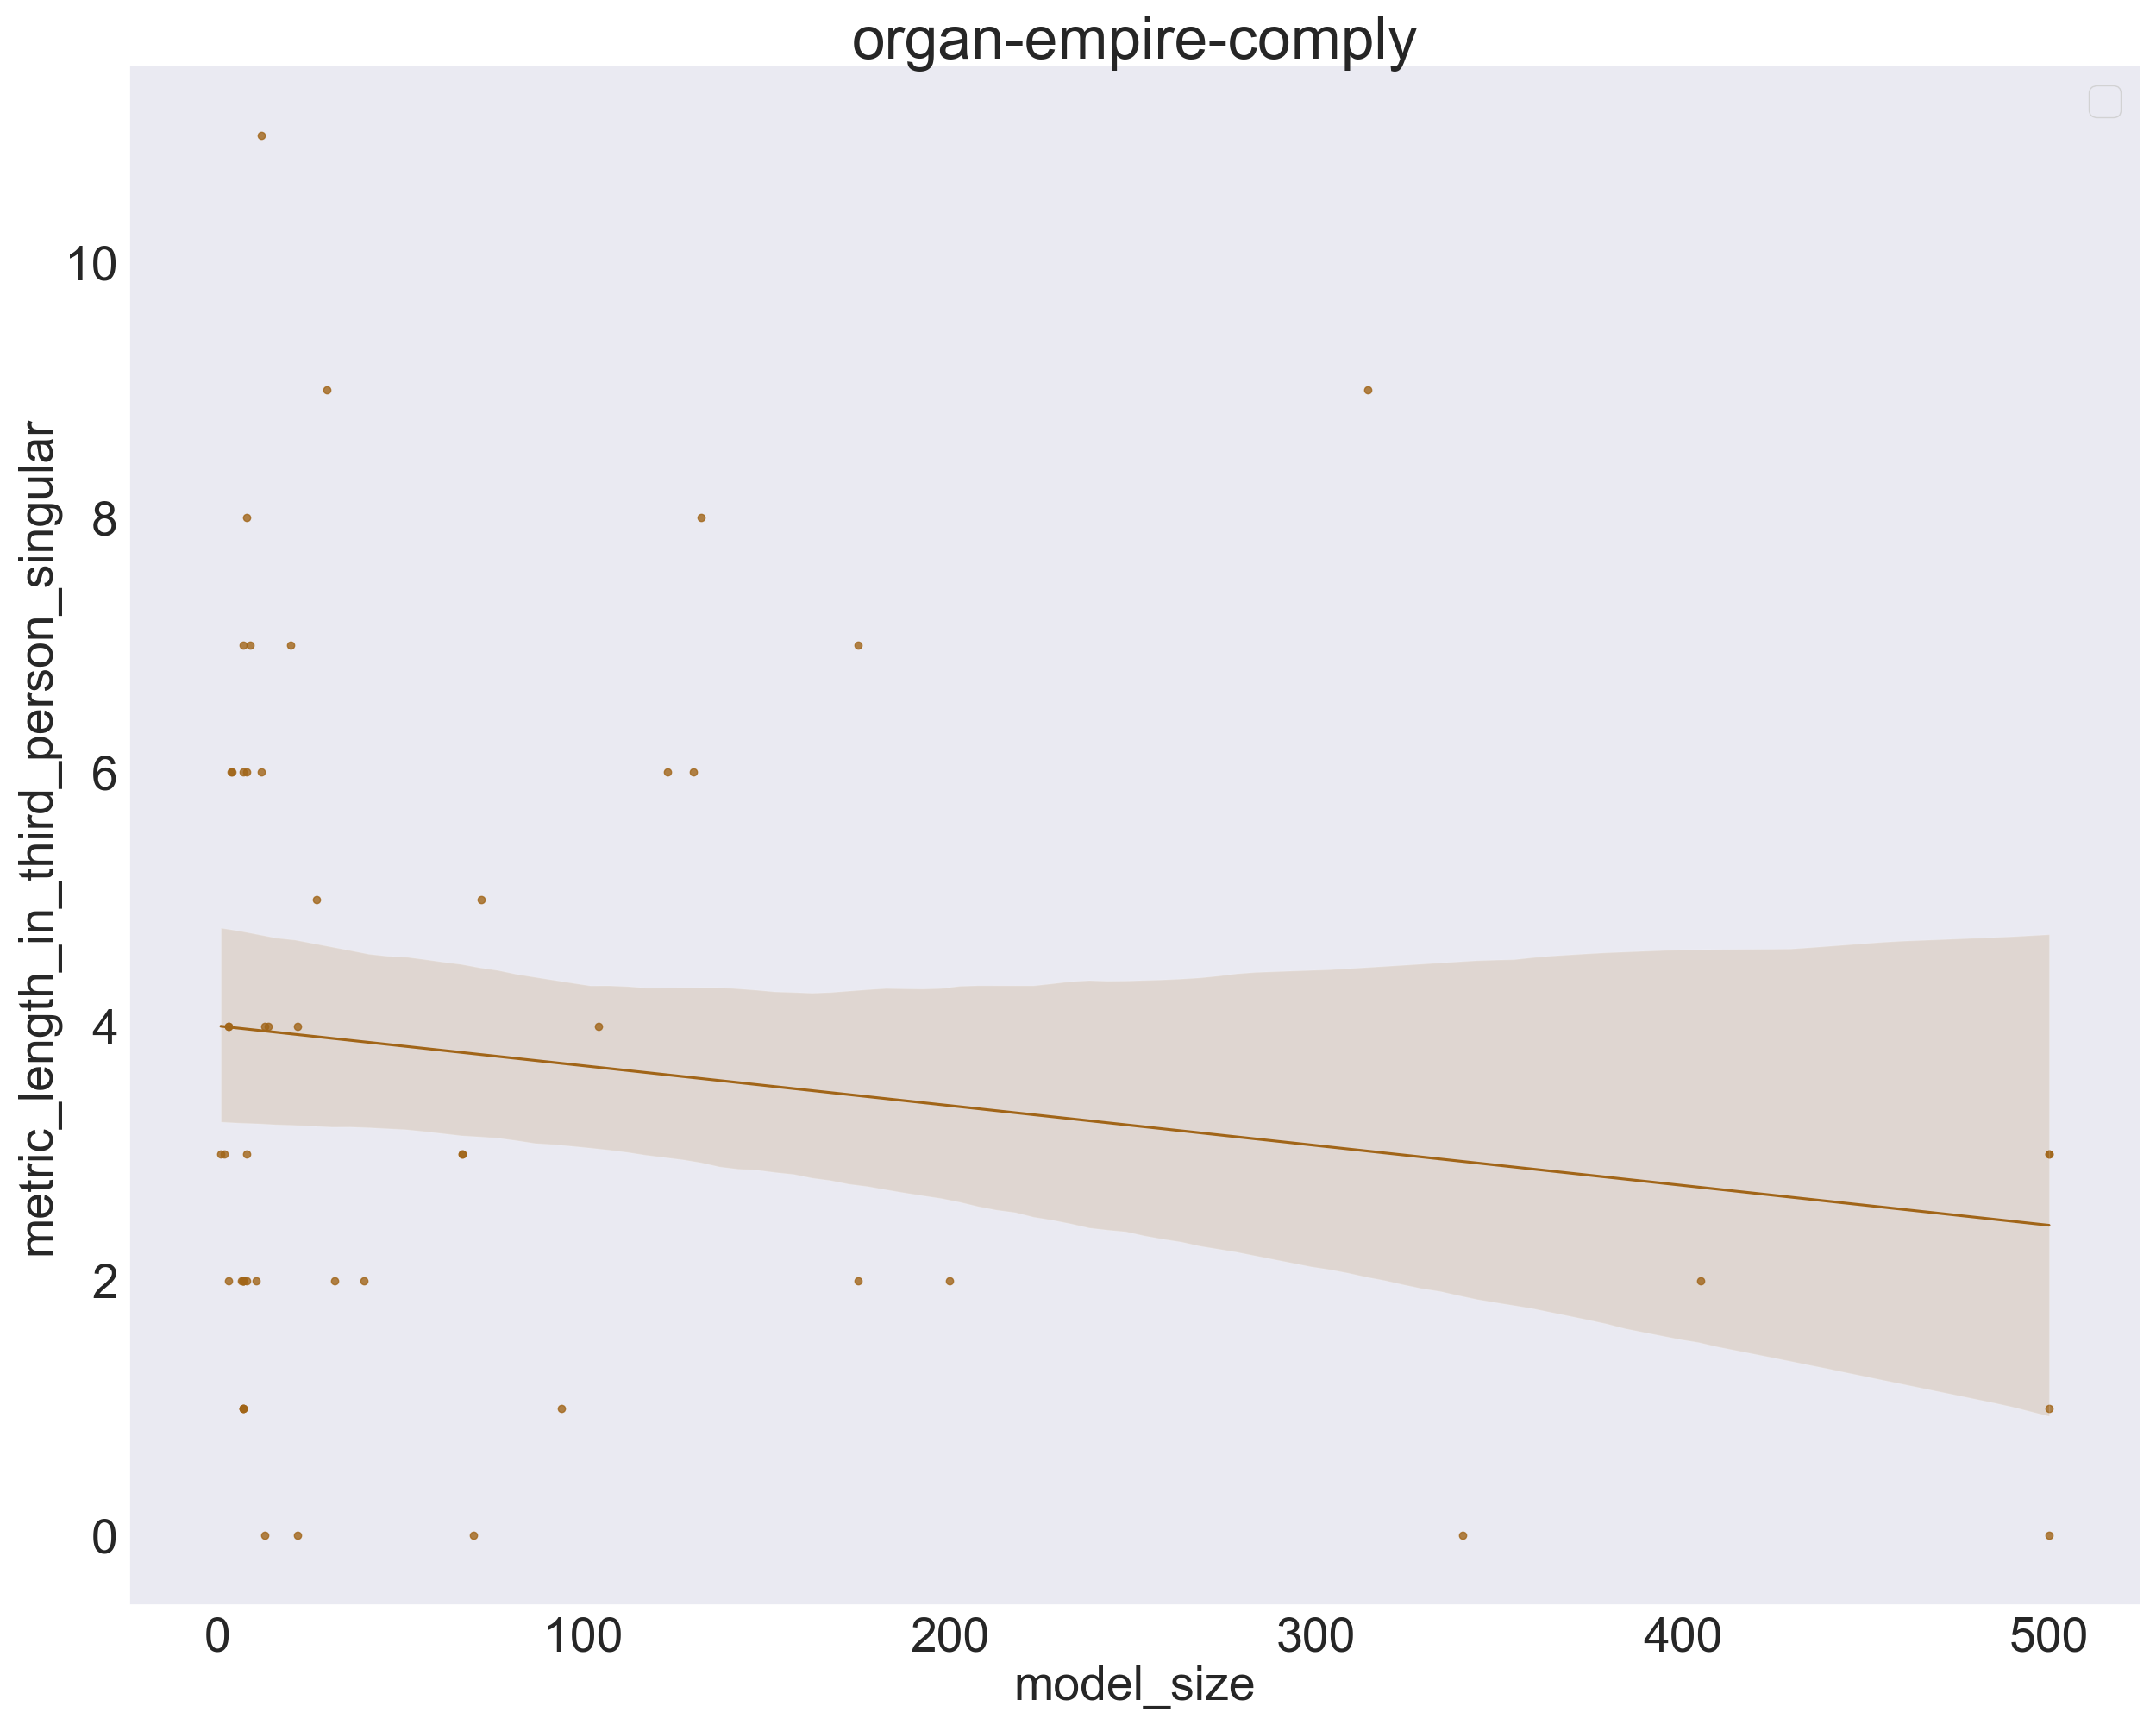 organ-empire-comply
metric_length_in_third_person_singular
10
8
6
4
2
0
0 100 200 300 400 500
model_size